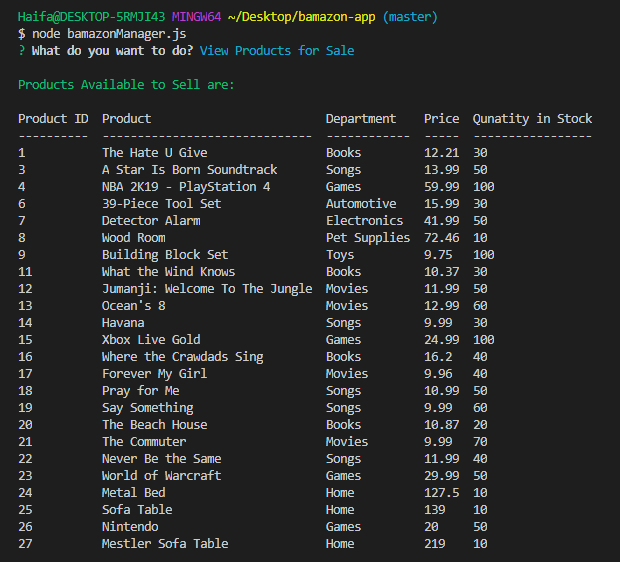 Haifa@DESKTOP-5RMJI43 MINGW64 ~/Desktop/bamazon-app (master)
$ node bamazonManager.js
? What do you want to do? View Products for Sale
Products Available to Sell are:
Product ID  Product                         Department    Price  Qunatity in Stock
----------  ------------------------------  ------------  -----  -----------------
1           The Hate U Give                 Books         12.21  30
3           A Star Is Born Soundtrack       Songs         13.99  50
4           NBA 2K19 - PlayStation 4        Games         59.99  100
6           39-Piece Tool Set               Automotive    15.99  30
7           Detector Alarm                  Electronics   41.99  50
8           Wood Room                       Pet Supplies  72.46  10
9           Building Block Set              Toys          9.75   100
11          What the Wind Knows             Books         10.37  30
12          Jumanji: Welcome To The Jungle  Movies        11.99  50
13          Ocean's 8                       Movies        12.99  60
14          Havana                          Songs         9.99   30
15          Xbox Live Gold                  Games         24.99  100
16          Where the Crawdads Sing         Books         16.2   40
17          Forever My Girl                 Movies        9.96   40
18          Pray for Me                     Songs         10.99  50
19          Say Something                   Songs         9.99   60
20          The Beach House                 Books         10.87  20
21          The Commuter                    Movies        9.99   70
22          Never Be the Same               Songs         11.99  40
23          World of Warcraft               Games         29.99  50
24          Metal Bed                       Home          127.5  10
25          Sofa Table                      Home          139    10
26          Nintendo                        Games         20     50
27          Mestler Sofa Table              Home          219    10